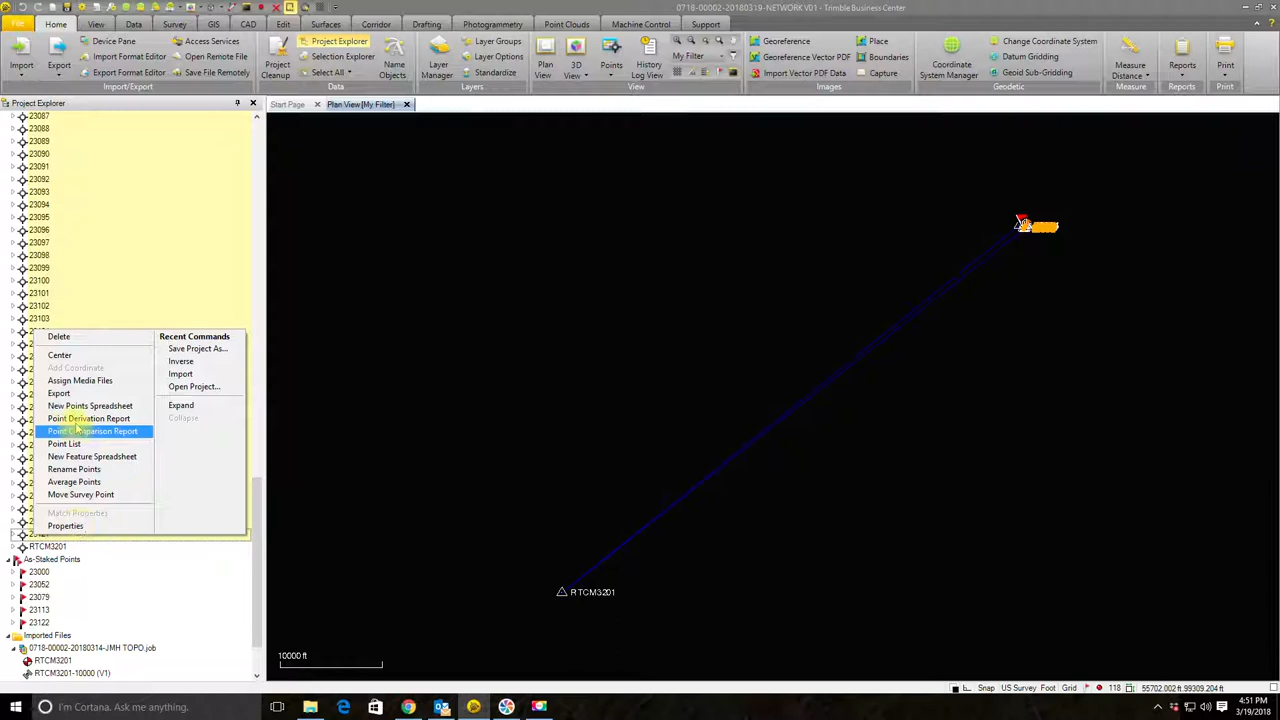 0718-00002-20180319-NETWORK V01 - Trimble Business Center
File Home View Data Survey GIS CAD Edit Surfaces Corridor Drafting Photogrammetry Point Clouds Machine Control Support
Import
Export
Device Pane
Import Format Editor
Export Format Editor
Access Services
Open Remote File
Save File Remotely
Import/Export
Project Cleanup
Project Explorer
Selection Explorer
Select All
Name Objects
Data
Layer Manager
Layer Groups
Layer Options
Standardize
Layers
Plan View
3D View
Points
History Log View
My Filter
View
Georeference
Georeference Vector PDF
Import Vector PDF Data
Place
Boundaries
Capture
Images
Coordinate System Manager
Change Coordinate System
Datum Gridding
Geoid Sub-Gridding
Geodetic
Measure Distance
Measure
Reports
Reports
Print
Print
Project Explorer
Start Page
Plan View [My Filter]
23087
23088
23089
23090
23091
23092
23093
23094
23095
23096
23097
23098
23099
23100
23101
23102
23103
Delete
Center
Add Coordinate
Assign Media Files
Export
New Points Spreadsheet
Point Derivation Report
Point Comparison Report
Point List
New Feature Spreadsheet
Rename Points
Average Points
Move Survey Point
Match Properties
Properties
Recent Commands
Save Project As...
Inverse
Import
Open Project...
Expand
Collapse
RTCM3201
As-Staked Points
23000
23052
23079
23113
23122
Imported Files
0718-00002-20180314-JMH TOPO.job
RTCM3201
RTCM3201-10000 (V1)
RTCM3201
10000 ft
Snap US Survey Foot Grid 118 55702.002 ft,99309.204 ft
I'm Cortana. Ask me anything.
4:51 PM
3/19/2018